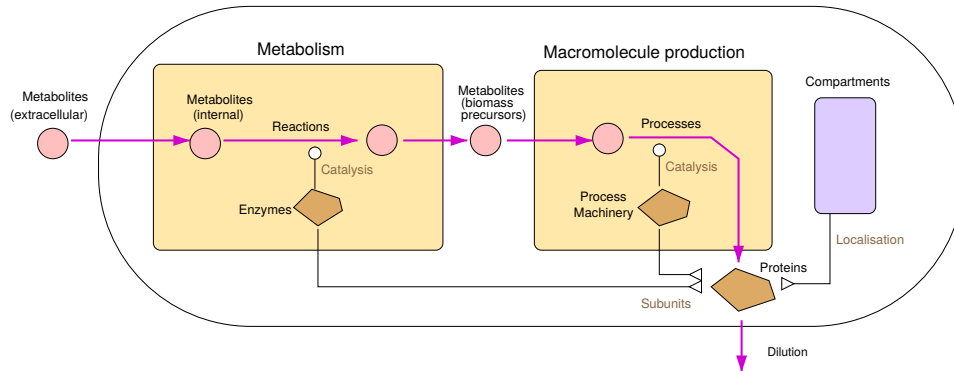 Metabolism
Macromolecule production
Compartments
Metabolites
(extracellular)
Metabolites
(internal)
Reactions
Metabolites
(biomass
precursors)
Processes
Catalysis
Catalysis
Enzymes
Process
Machinery
Localisation
Proteins
Subunits
Dilution